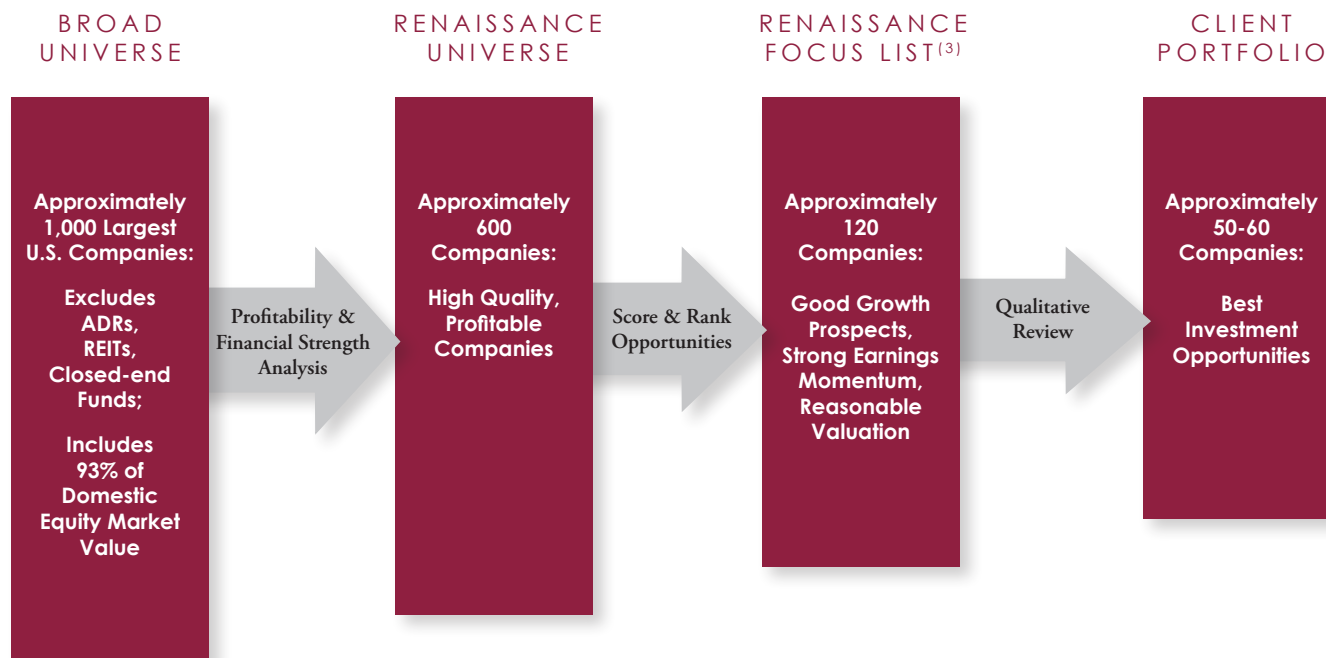 BROAD
UNIVERSE
Approximately
1,000 Largest
U.S. Companies:
Excludes
ADRs,
REITs,
Closed-end
Funds;
Includes
93% of
Domestic
Equity Market
Value
Profitability &
Financial Strength
Analysis
RENAISSANCE
UNIVERSE
Approximately
600
Companies:
High Quality,
Profitable
Companies
Score & Rank
Opportunities
RENAISSANCE
FOCUS LIST(3)
Approximately
120
Companies:
Good Growth
Prospects,
Strong Earnings
Momentum,
Reasonable
Valuation
Qualitative
Review
CLIENT
PORTFOLIO
Approximately
50-60
Companies:
Best
Investment
Opportunities